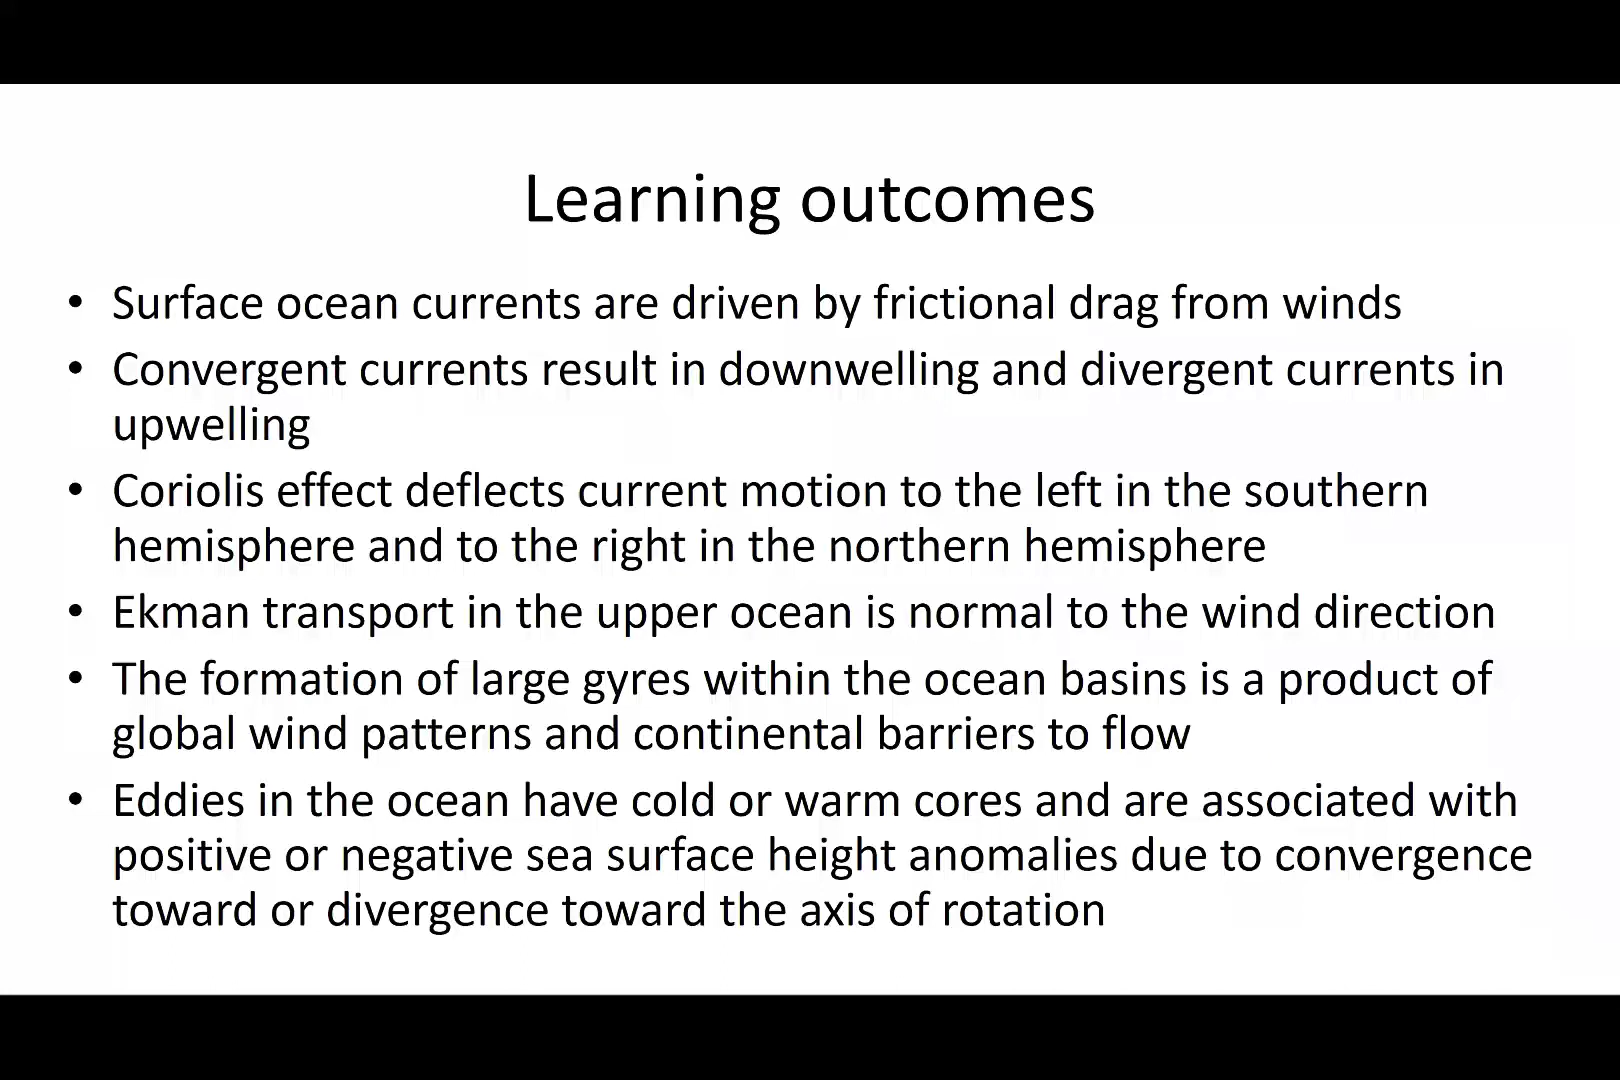 Learning outcomes
• Surface ocean currents are driven by frictional drag from winds
• Convergent currents result in downwelling and divergent currents in
upwelling
• Coriolis effect deflects current motion to the left in the southern
hemisphere and to the right in the northern hemisphere
• Ekman transport in the upper ocean is normal to the wind direction
• The formation of large gyres within the ocean basins is a product of
global wind patterns and continental barriers to flow
• Eddies in the ocean have cold or warm cores and are associated with
positive or negative sea surface height anomalies due to convergence
toward or divergence toward the axis of rotation